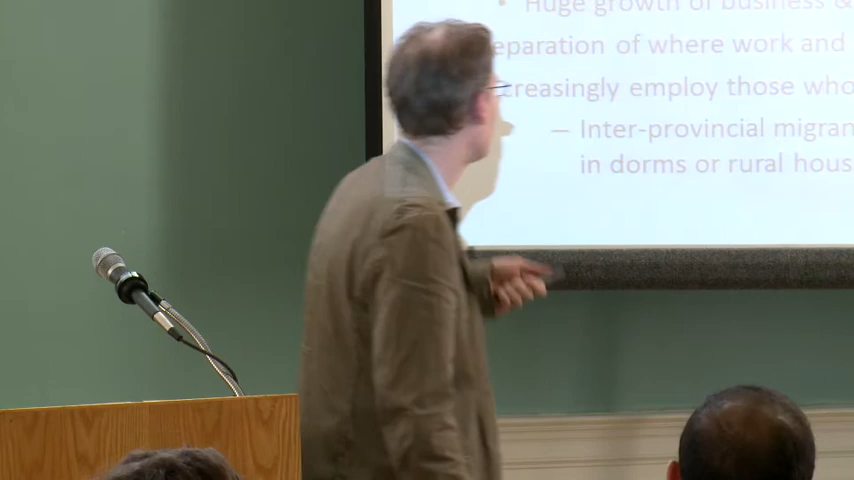 Huge growth of business &
eparation of where work and
creasingly employ those who
— Inter-provincial migran
in dorms or rural hous